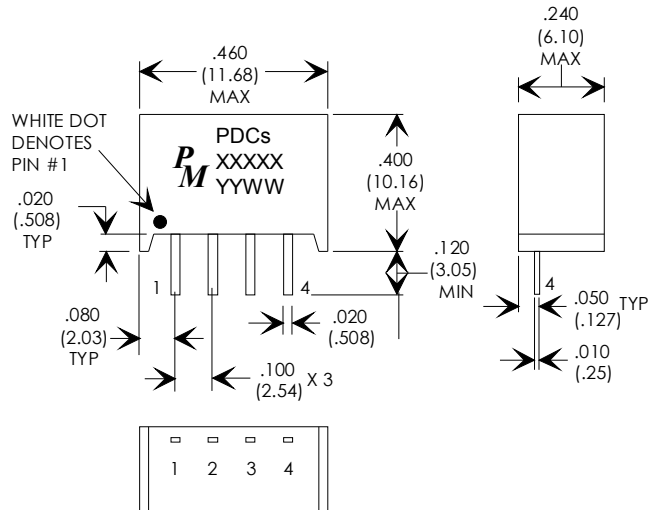 .460
(11.68)
MAX
.240
(6.10)
MAX
WHITE DOT
DENOTES
PIN #1
PDCs
PM XXXXX
YYWW
.400
(10.16)
MAX
.020
(.508)
TYP
.120
(3.05)
MIN
1
4
4
.080
(2.03)
TYP
.020
(.508)
.050 TYP
(.127)
.010
(.25)
.100
(2.54) X 3
1 2 3 4